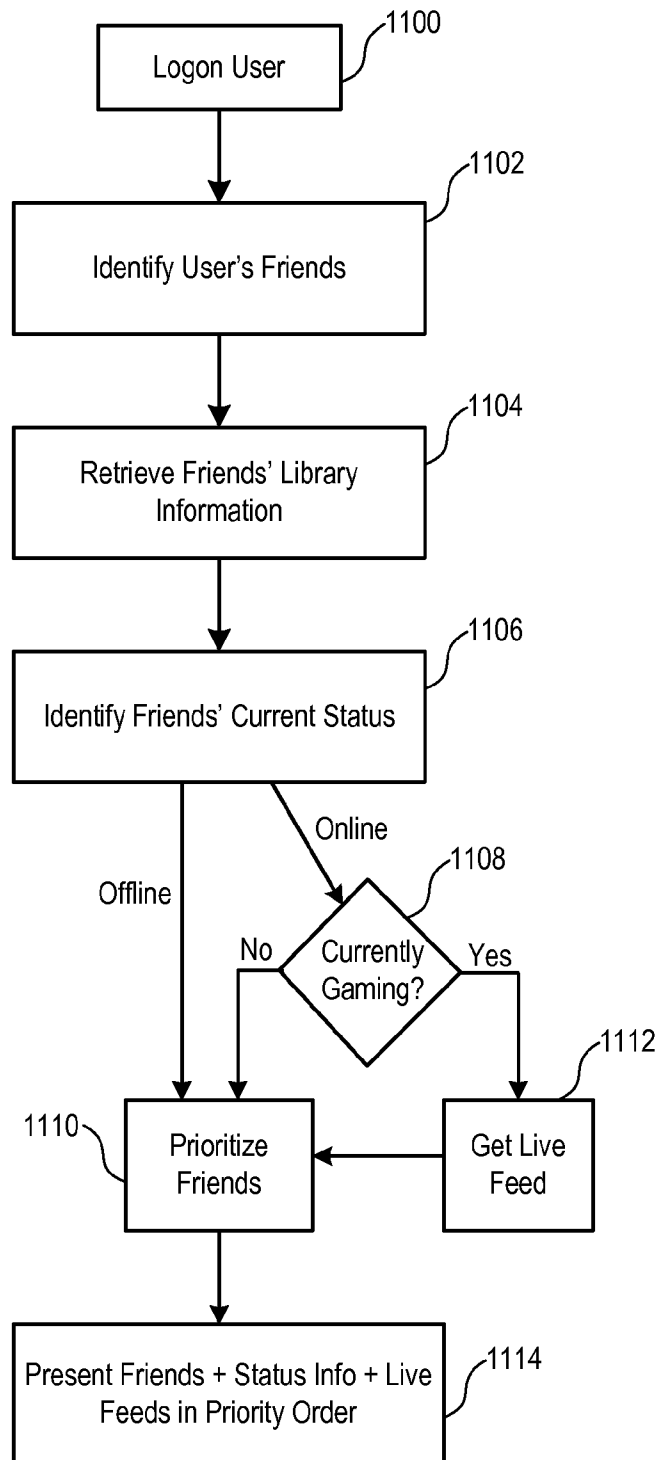 1100
Logon User
1102
Identify User's Friends
1104
Retrieve Friends' Library
Information
1106
Identify Friends' Current Status
Online
Offline
1108
No
Currently
Gaming?
Yes
1112
1110
Prioritize
Friends
Get Live
Feed
Present Friends + Status Info + Live
Feeds in Priority Order
1114